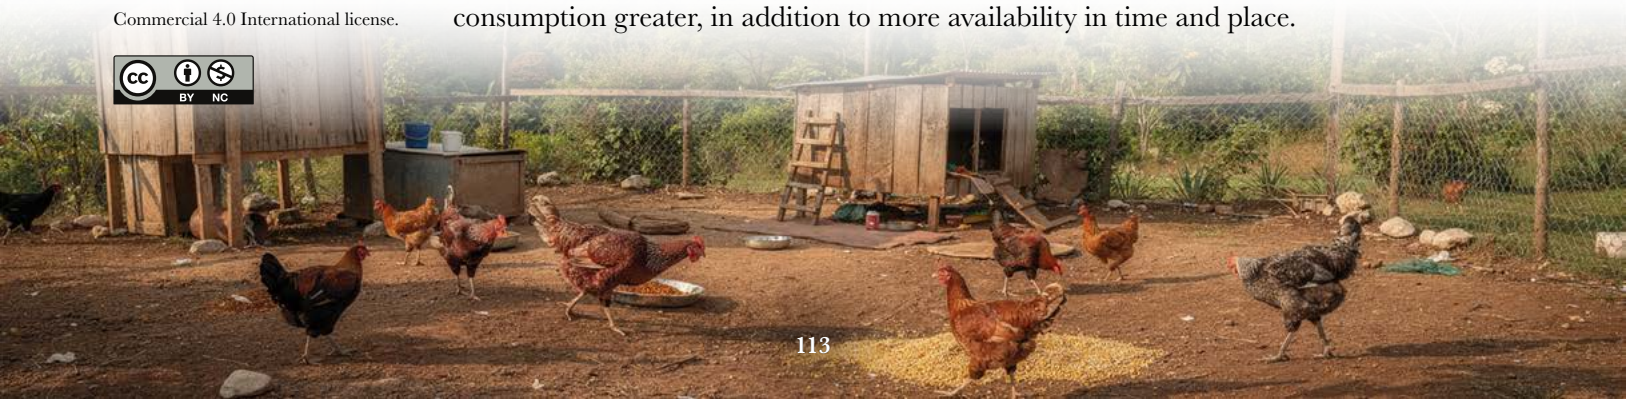 Commercial 4.0 International license.
consumption greater, in addition to more availability in time and place.
cc
BY NC
113